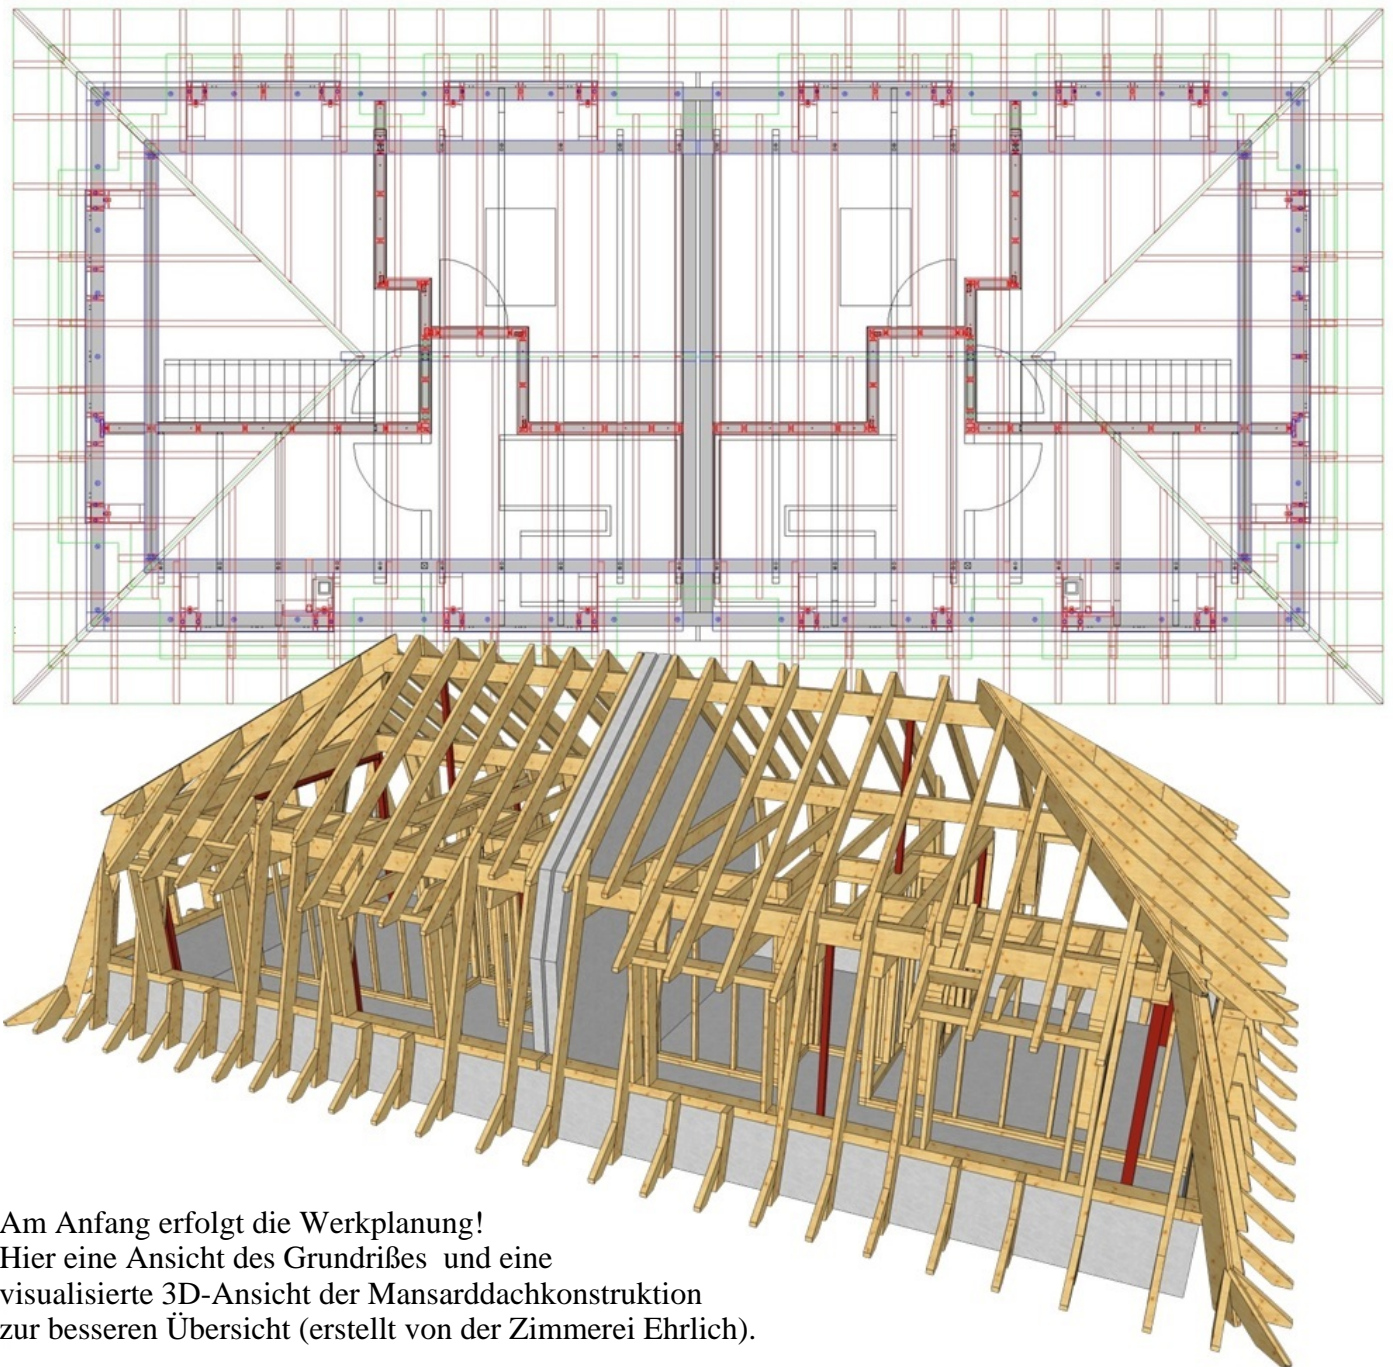 Am Anfang erfolgt die Werkplanung!
Hier eine Ansicht des Grundrißes und eine
visualisierte 3D-Ansicht der Mansarddachkonstruktion
zur besseren Übersicht (erstellt von der Zimmerei Ehrlich).